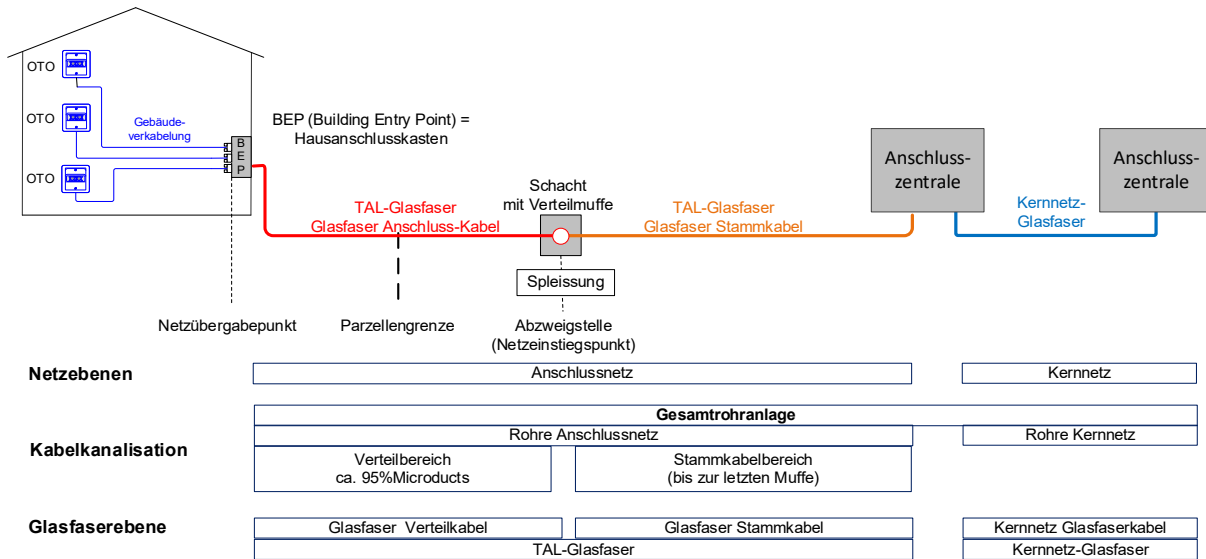 OTO
OTO
OTO
Gebäude-
verkabelung
B
E
P
BEP (Building Entry Point) =
Hausanschlusskasten
TAL-Glasfaser
Glasfaser Anschluss-Kabel
Schacht
mit Verteilmuffe
TAL-Glasfaser
Glasfaser Stammkabel
Anschluss-
zentrale
Kernnetz-
Glasfaser
Anschluss-
zentrale
Spleissung
Netzübergabepunkt
Parzellengrenze
Abzweigstelle
(Netzeinstiegspunkt)
Netzebenen
Anschlussnetz
Kernnetz
Kabelkanalisation
Gesamtrohranlage
Rohre Anschlussnetz
Rohre Kernnetz
Verteilbereich
ca. 95%Microducts
Stammkabelbereich
(bis zur letzten Muffe)
Glasfaserebene
Glasfaser Verteilkabel
Glasfaser Stammkabel
Kernnetz Glasfaserkabel
TAL-Glasfaser
Kernnetz-Glasfaser